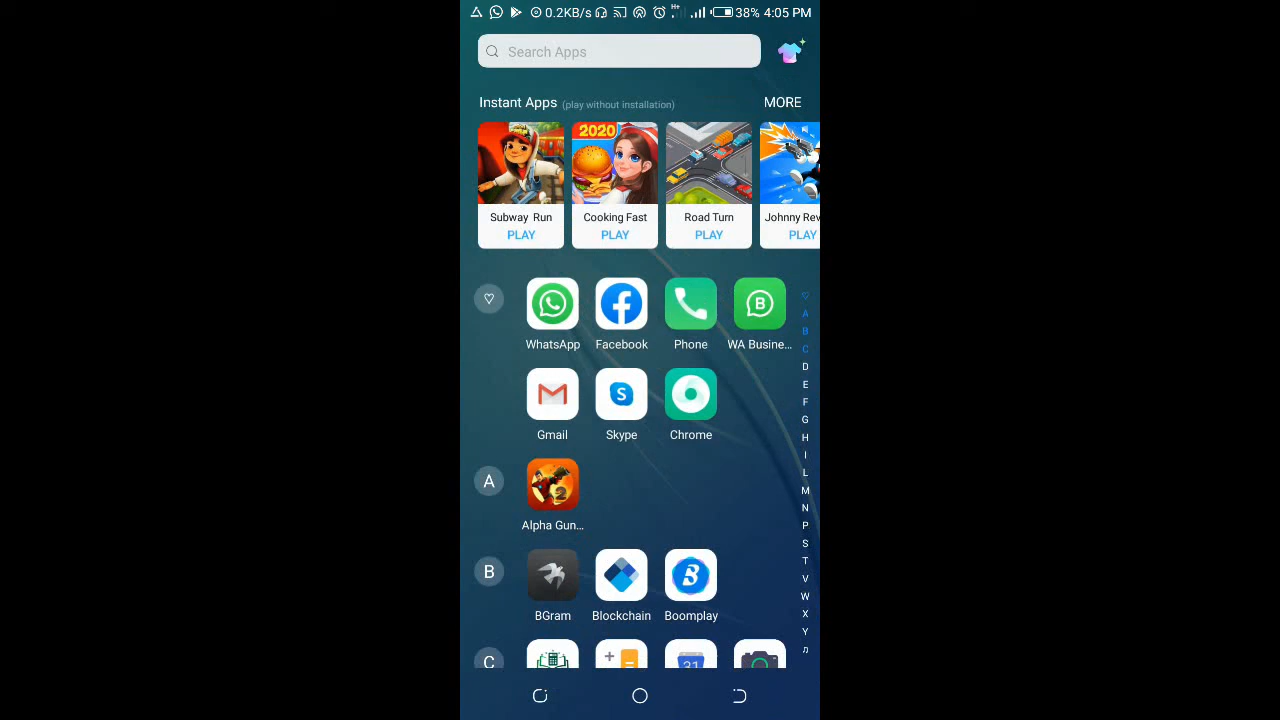 0.2KB/s H+ 38% 4:05 PM
Search Apps
Instant Apps (play without installation) MORE
2020
Subway Run Cooking Fast Road Turn Johnny Rev
PLAY PLAY PLAY PLAY
♡ WhatsApp Facebook Phone WA Busine...
Gmail Skype Chrome
A
2
Alpha Gun...
B
BGram Blockchain Boomplay
C
31
♡
A
B
C
D
E
F
G
H
I
L
M
N
P
S
T
V
W
X
Y
♫